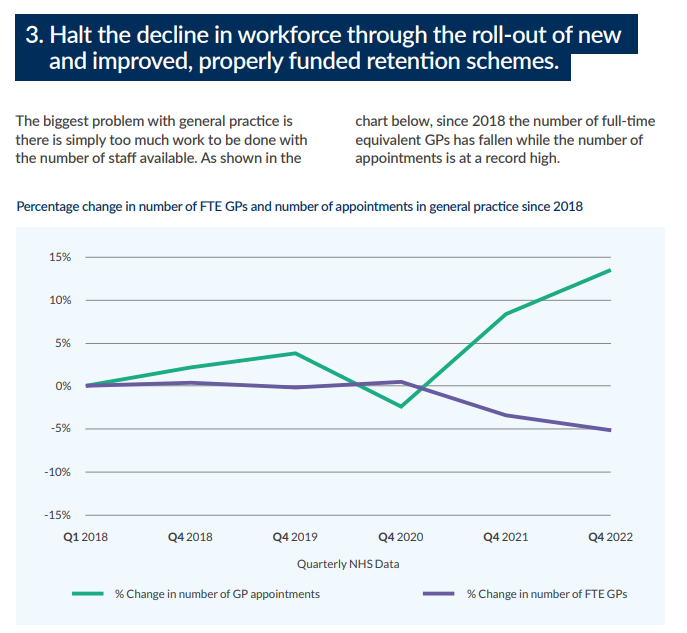 3. Halt the decline in workforce through the roll-out of new
and improved, properly funded retention schemes.
The biggest problem with general practice is
there is simply too much work to be done with
the number of staff available. As shown in the
chart below, since 2018 the number of full-time
equivalent GPs has fallen while the number of
appointments is at a record high.
Percentage change in number of FTE GPs and number of appointments in general practice since 2018
15%
10%
5%
0%
-5%
-10%
-15%
Q1 2018 Q4 2018 Q4 2019 Q4 2020 Q4 2021 Q4 2022
Quarterly NHS Data
% Change in number of GP appointments % Change in number of FTE GPs